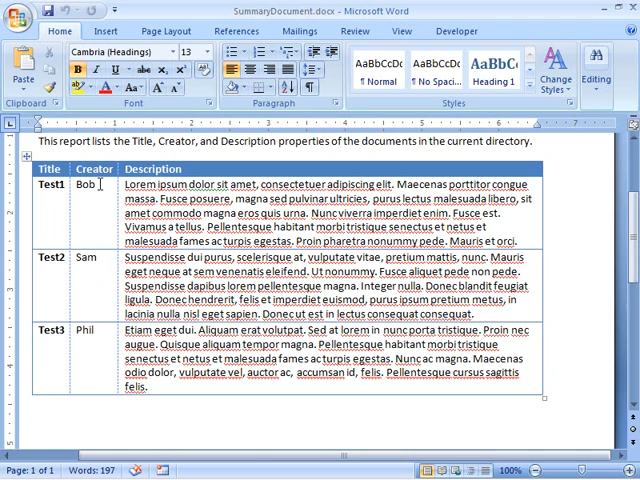 SummaryDocument.docx - Microsoft Word
Home Insert Page Layout References Mailings Review View Developer
Paste
Clipboard
Cambria (Headings) 13
B I U abc x₂ x²
ab A Aa A A
Font
Paragraph
AaBbCcDc AaBbCcDc AaBbC
¶ Normal ¶ No Spaci... Heading 1
Change
Styles
Styles
Editing
1 2 3 4 5 6 7
This report lists the Title, Creator, and Description properties of the documents in the current directory.
Title Creator Description
Test1 Bob Lorem ipsum dolor sit amet, consectetuer adipiscing elit. Maecenas porttitor congue
massa. Fusce posuere, magna sed pulvinar ultricies, purus lectus malesuada libero, sit
amet commodo magna eros quis urna. Nunc viverra imperdiet enim. Fusce est.
Vivamus a tellus. Pellentesque habitant morbi tristique senectus et netus et
malesuada fames ac turpis egestas. Proin pharetra nonummy pede. Mauris et orci.
Test2 Sam Suspendisse dui purus, scelerisque at, vulputate vitae, pretium mattis, nunc. Mauris
eget neque at sem venenatis eleifend. Ut nonummy. Fusce aliquet pede non pede.
Suspendisse dapibus lorem pellentesque magna. Integer nulla. Donec blandit feugiat
ligula. Donec hendrerit, felis et imperdiet euismod, purus ipsum pretium metus, in
lacinia nulla nisl eget sapien. Donec ut est in lectus consequat consequat.
Test3 Phil Etiam eget dui. Aliquam erat volutpat. Sed at lorem in nunc porta tristique. Proin nec
augue. Quisque aliquam tempor magna. Pellentesque habitant morbi tristique
senectus et netus et malesuada fames ac turpis egestas. Nunc ac magna. Maecenas
odio dolor, vulputate vel, auctor ac, accumsan id, felis. Pellentesque cursus sagittis
felis.
Page: 1 of 1 Words: 197 100%